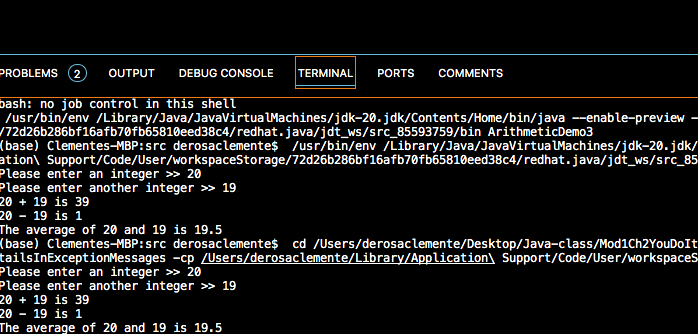 PROBLEMS 2 OUTPUT DEBUG CONSOLE TERMINAL PORTS COMMENTS
bash: no job control in this shell
/usr/bin/env /Library/Java/JavaVirtualMachines/jdk-20.jdk/Contents/Home/bin/java --enable-preview -
/72d26b286bf16afb70fb65810eed38c4/redhat.java/jdt_ws/src_85593759/bin ArithmeticDemo3
(base) Clementes-MBP:src derosaclemente$  /usr/bin/env /Library/Java/JavaVirtualMachines/jdk-20.jdk/
ation\ Support/Code/User/workspaceStorage/72d26b286bf16afb70fb65810eed38c4/redhat.java/jdt_ws/src_85
Please enter an integer >> 20
Please enter another integer >> 19
20 + 19 is 39
20 - 19 is 1
The average of 20 and 19 is 19.5
(base) Clementes-MBP:src derosaclemente$  cd /Users/derosaclemente/Desktop/Java-class/Mod1Ch2YouDoIt
tailsInExceptionMessages -cp /Users/derosaclemente/Library/Application\ Support/Code/User/workspaceS
Please enter an integer >> 20
Please enter another integer >> 19
20 + 19 is 39
20 - 19 is 1
The average of 20 and 19 is 19.5